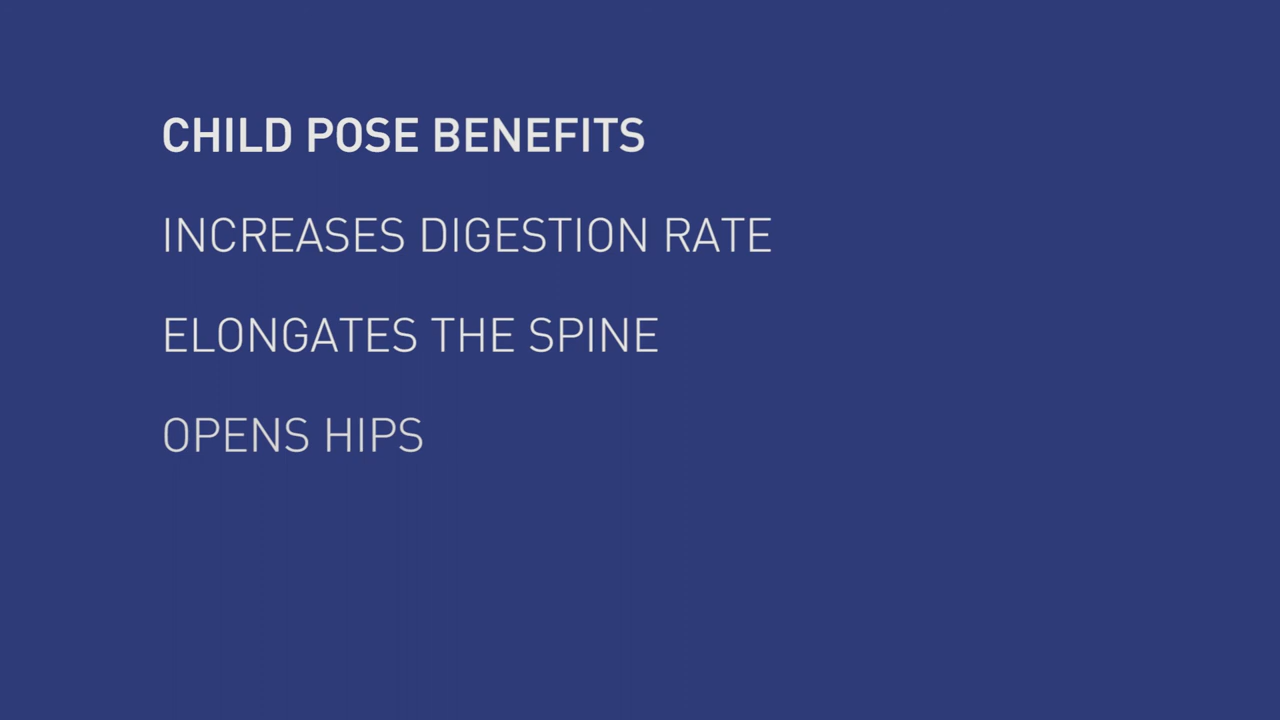 CHILD POSE BENEFITS
INCREASES DIGESTION RATE
ELONGATES THE SPINE
OPENS HIPS